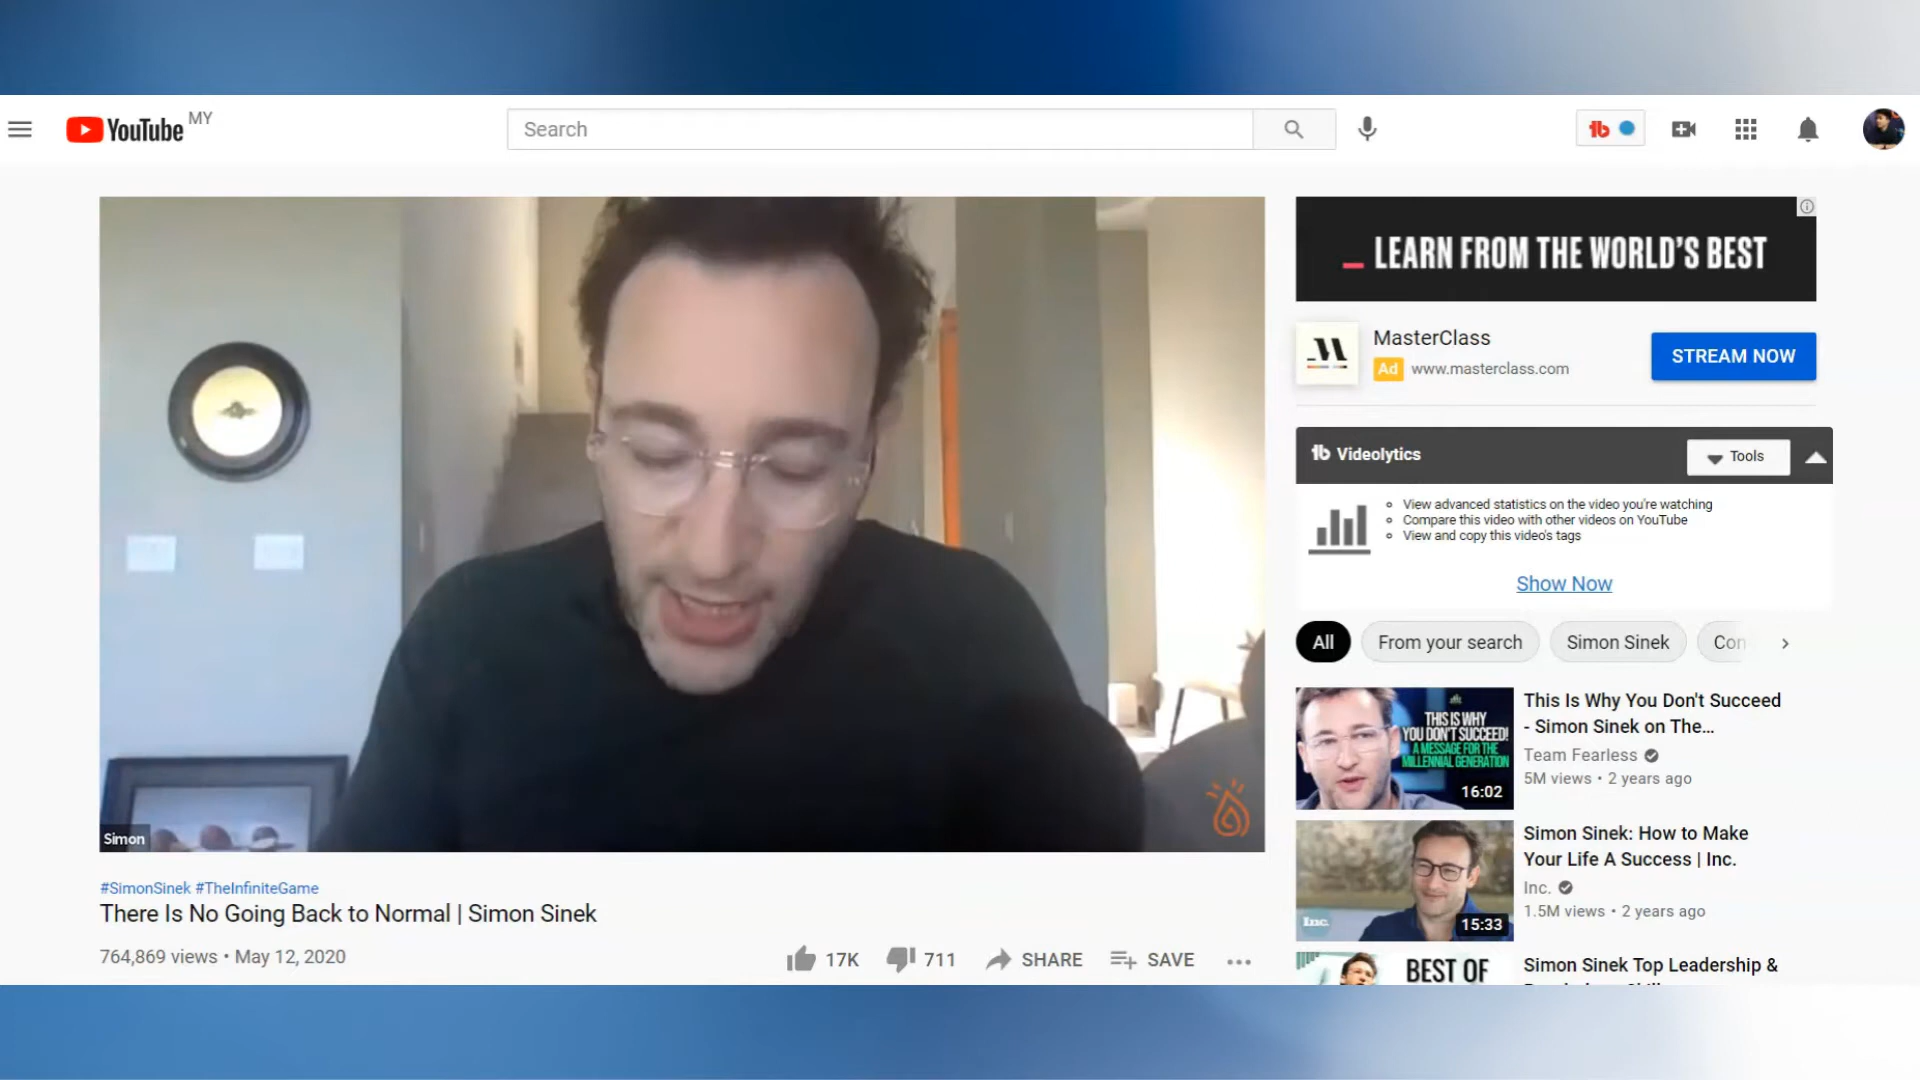 YouTube MY
Search
LEARN FROM THE WORLD'S BEST
MasterClass
Ad www.masterclass.com
STREAM NOW
Videolytics
Tools
View advanced statistics on the video you're watching
Compare this video with other videos on YouTube
View and copy this video's tags
Show Now
All
From your search
Simon Sinek
Con
THIS IS WHY
YOU DON'T SUCCEED!
A MESSAGE FOR THE
MILLENNIAL GENERATION
16:02
This Is Why You Don't Succeed
- Simon Sinek on The...
Team Fearless
5M views • 2 years ago
Inc.
15:33
Simon Sinek: How to Make
Your Life A Success | Inc.
Inc.
1.5M views • 2 years ago
BEST OF
Simon Sinek Top Leadership &
Simon
#SimonSinek #TheInfiniteGame
There Is No Going Back to Normal | Simon Sinek
764,869 views • May 12, 2020
17K
711
SHARE
SAVE